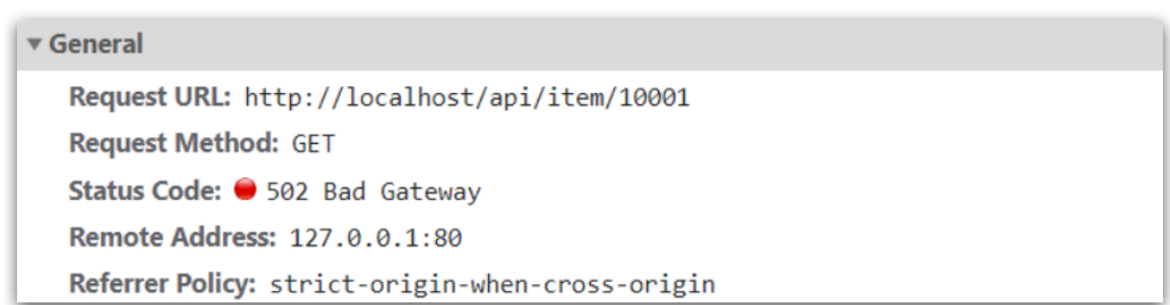 General
Request URL: http://localhost/api/item/10001
Request Method: GET
Status Code: 502 Bad Gateway
Remote Address: 127.0.0.1:80
Referrer Policy: strict-origin-when-cross-origin